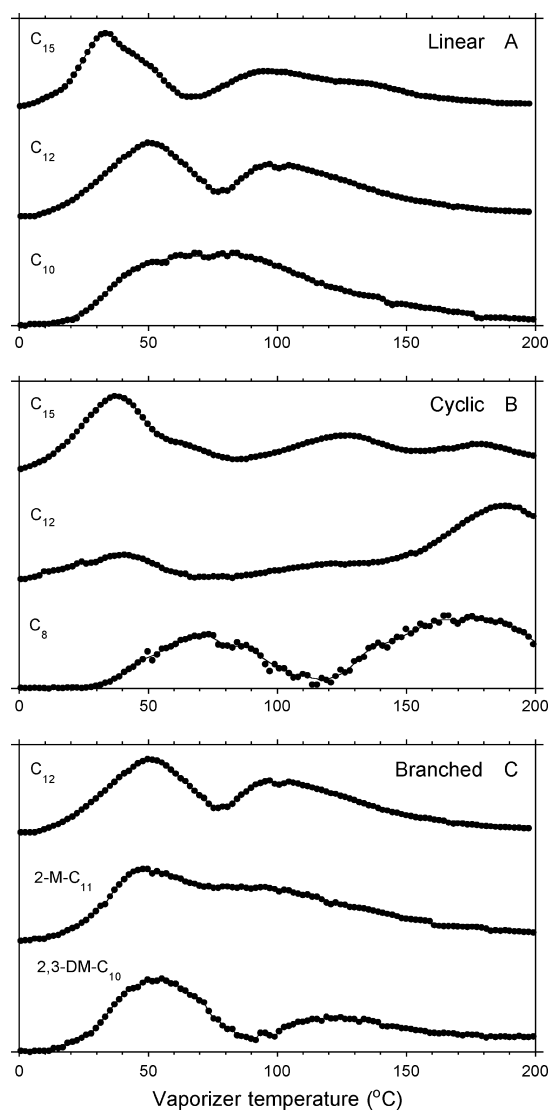 C15
Linear A
C12
C10
0 50 100 150 200
C15
Cyclic B
C12
C8
0 50 100 150 200
C12
Branched C
2-M-C11
2,3-DM-C10
0 50 100 150 200
Vaporizer temperature (°C)